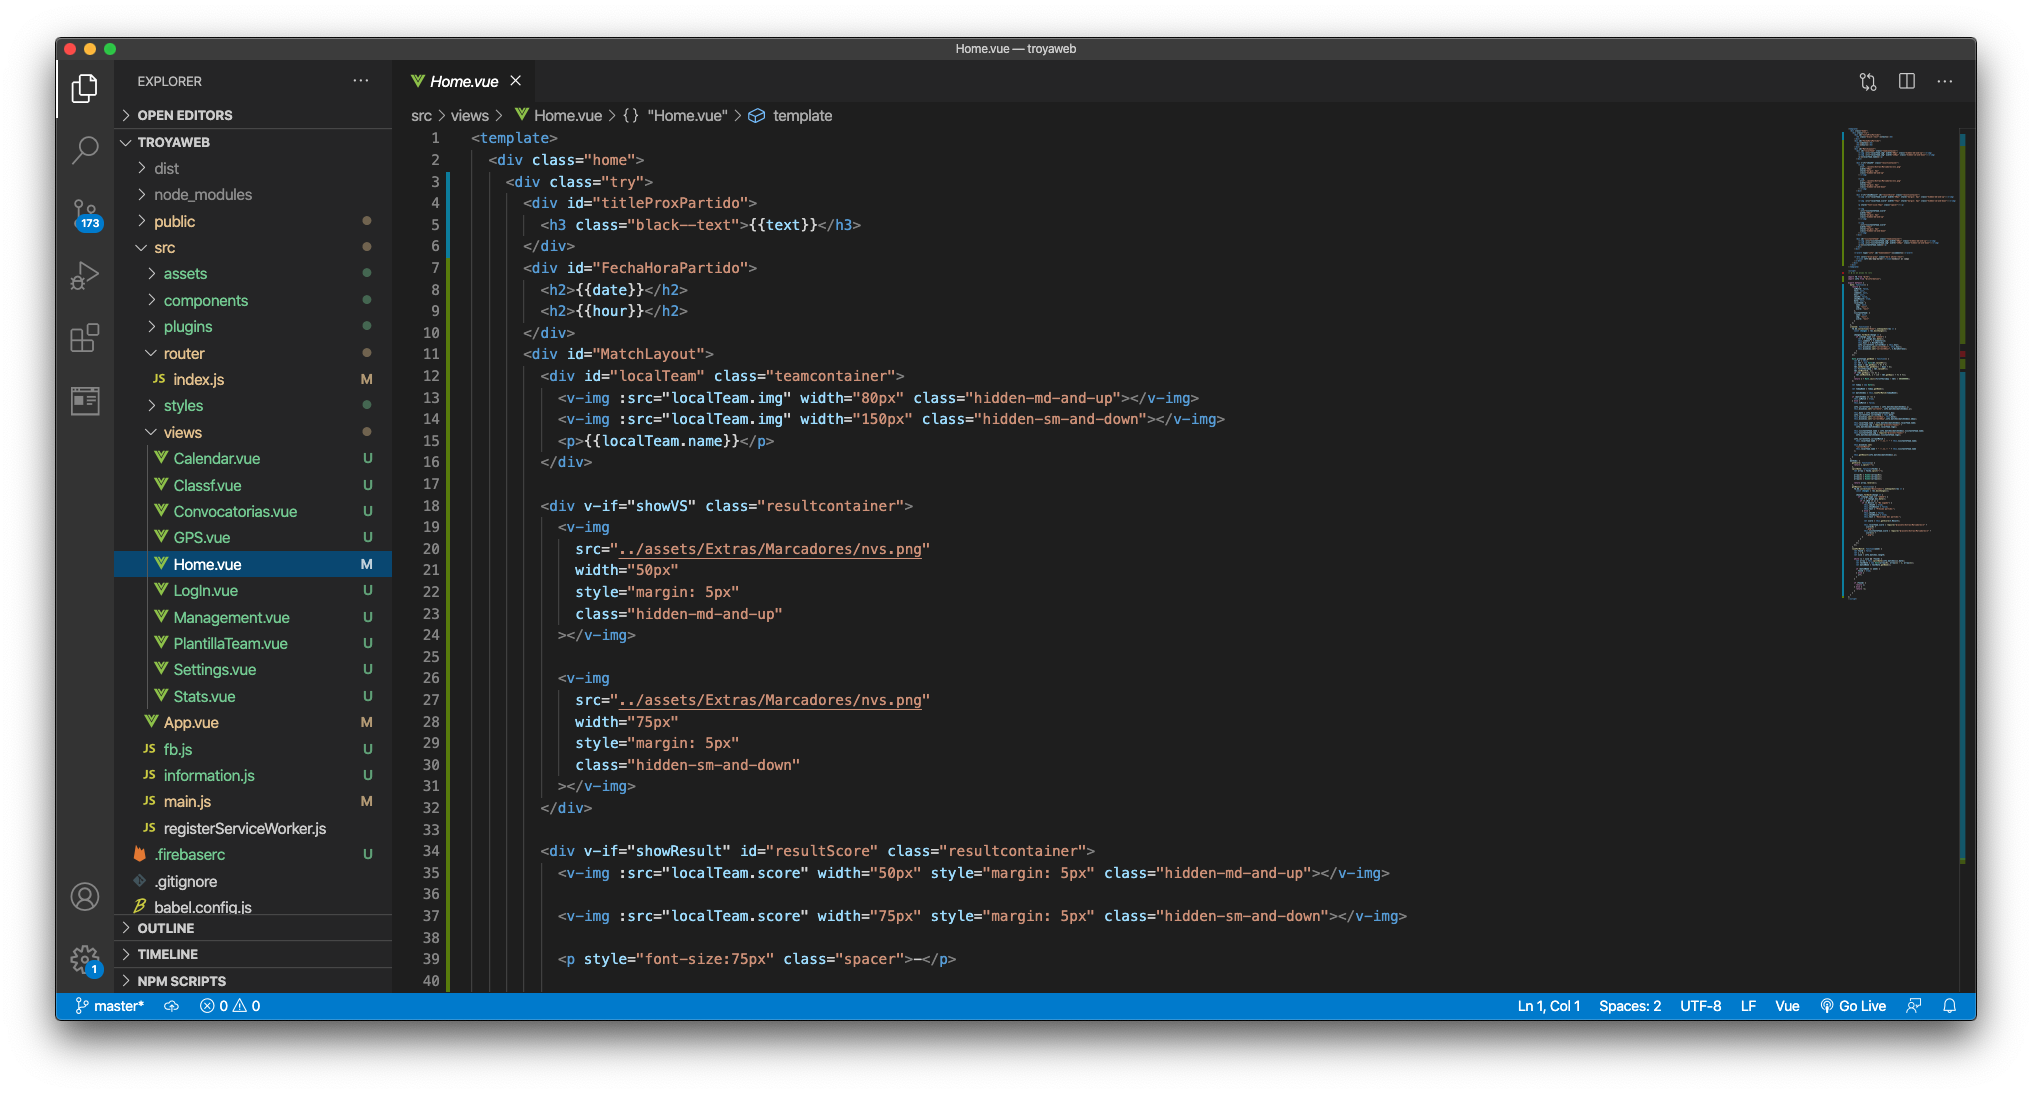 Home.vue — troyaweb
EXPLORER
OPEN EDITORS
TROYAWEB
dist
node_modules
public
src
assets
components
plugins
router
JS index.js M
styles
views
Calendar.vue U
Classf.vue U
Convocatorias.vue U
GPS.vue U
Home.vue M
LogIn.vue U
Management.vue U
PlantillaTeam.vue U
Settings.vue U
Stats.vue U
App.vue M
JS fb.js U
JS information.js U
JS main.js M
JS registerServiceWorker.js
.firebaserc U
.gitignore
babel.config.js
OUTLINE
TIMELINE
NPM SCRIPTS
173
1
Home.vue
src > views > Home.vue > {} "Home.vue" > template
1 <template>
2 <div class="home">
3 <div class="try">
4 <div id="titleProxPartido">
5 <h3 class="black--text">{{text}}</h3>
6 </div>
7 <div id="FechaHoraPartido">
8 <h2>{{date}}</h2>
9 <h2>{{hour}}</h2>
10 </div>
11 <div id="MatchLayout">
12 <div id="localTeam" class="teamcontainer">
13 <v-img :src="localTeam.img" width="80px" class="hidden-md-and-up"></v-img>
14 <v-img :src="localTeam.img" width="150px" class="hidden-sm-and-down"></v-img>
15 <p>{{localTeam.name}}</p>
16 </div>
17
18 <div v-if="showVS" class="resultcontainer">
19 <v-img
20 src="../assets/Extras/Marcadores/nvs.png"
21 width="50px"
22 style="margin: 5px"
23 class="hidden-md-and-up"
24 ></v-img>
25
26 <v-img
27 src="../assets/Extras/Marcadores/nvs.png"
28 width="75px"
29 style="margin: 5px"
30 class="hidden-sm-and-down"
31 ></v-img>
32 </div>
33
34 <div v-if="showResult" id="resultScore" class="resultcontainer">
35 <v-img :src="localTeam.score" width="50px" style="margin: 5px" class="hidden-md-and-up"></v-img>
36
37 <v-img :src="localTeam.score" width="75px" style="margin: 5px" class="hidden-sm-and-down"></v-img>
38
39 <p style="font-size:75px" class="spacer">-</p>
40
master* 0 0
Ln 1, Col 1 Spaces: 2 UTF-8 LF Vue Go Live